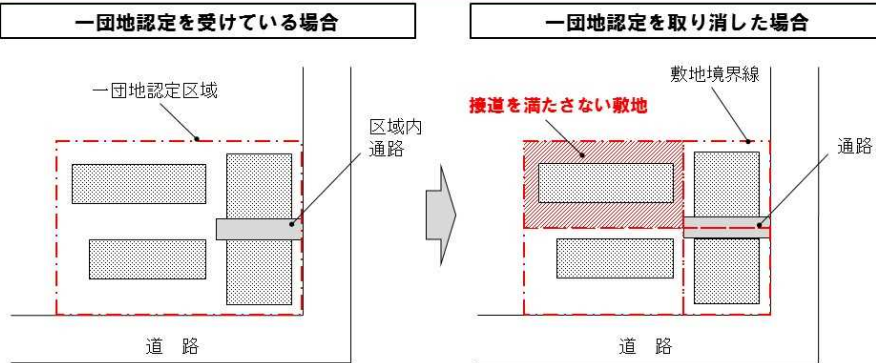 一団地認定を受けている場合
一団地認定区域
区域内
通路
道 路
一団地認定を取り消した場合
敷地境界線
接道を満たさない敷地
通路
道 路